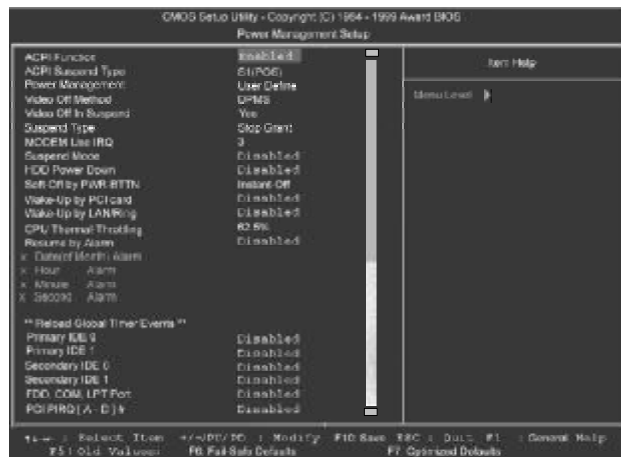 CMOS Setup Utility - Copyright (C) 1984 - 1999 Award BIOS
Power Management Setup
ACPI Function Enabled
ACPI Suspend Type S1(POS)
Power Management User Define
Video Off Method DPMS
Video Off In Suspend Yes
Suspend Type Stop Grant
MODEM Use IRQ 3
Suspend Mode Disabled
HDD Power Down Disabled
Soft-Off by PWR-BTTN Instant-Off
Wake-Up by PCI card Disabled
Wake-Up by LAN/Ring Disabled
CPU Thermal-Throttling 62.5%
Resume by Alarm Disabled
x Date(of Month) Alarm
x Hour Alarm
x Minute Alarm
x Second Alarm
** Reload Global Timer Events **
Primary IDE 0 Disabled
Primary IDE 1 Disabled
Secondary IDE 0 Disabled
Secondary IDE 1 Disabled
FDD, COM, LPT Port Disabled
PCI PIRQ[A-D]# Disabled
Item Help
Menu Level
: Select Item +/-/PU/PD : Modify F10:Save ESC : Quit F1 : General Help
F5:Old Values: F6:Fail-Safe Defaults F7:Optimized Defaults